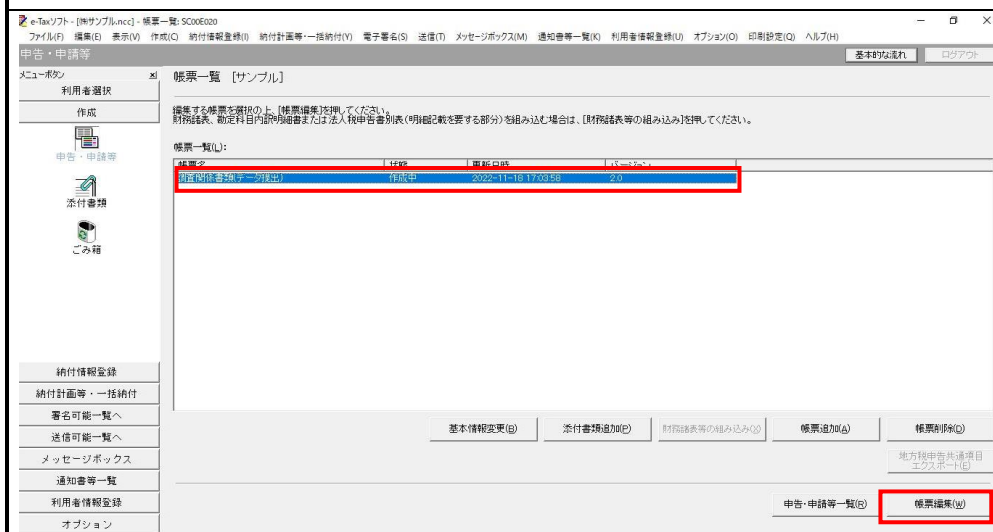 e-Taxソフト - [㈱サンプル.ncc] - 帳票一覧: SC00E020
ファイル(F) 編集(E) 表示(V) 作成(C) 納付情報登録(I) 納付計画等・一括納付(Y) 電子署名(S) 送信(T) メッセージボックス(M) 通知書等一覧(K) 利用者情報登録(U) オプション(O) 印刷設定(Q) ヘルプ(H)
申告・申請等
基本的な流れ
ログアウト
メニューボタン
利用者選択
作成
申告・申請等
添付書類
ごみ箱
帳票一覧 [サンプル]
編集する帳票を選択の上、[帳票編集]を押してください。
財務諸表、勘定科目内訳明細書または法人税申告書別表(明細記載を要する部分)を組み込む場合は、[財務諸表等の組み込み]を押してください。
帳票一覧(L):
帳票名 状態 更新日時 バージョン
調査関係書類(データ提出) 作成中 2022-11-18 17:03:58 2.0
納付情報登録
納付計画等・一括納付
署名可能一覧へ
送信可能一覧へ
メッセージボックス
通知書等一覧
利用者情報登録
オプション
基本情報変更(B)
添付書類追加(P)
財務諸表等の組み込み(X)
帳票追加(A)
帳票削除(D)
地方税申告共通項目
エクスポート(E)
申告・申請等一覧(R)
帳票編集(W)